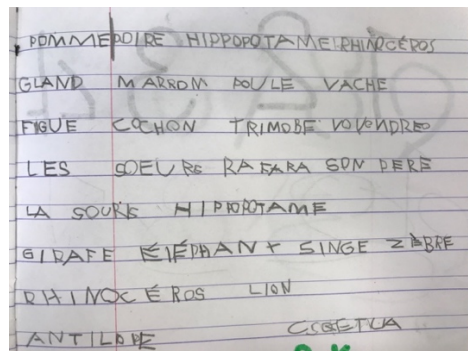 POMME POIRE HIPPOPOTAME RHINOCÉROS
GLAND MARRON POULE VACHE
FIGUE COCHON TRIMOBE
LES SOEURS RAFARA SON PERE
LA SOURIS HIPPOPOTAME
GIRAFE ÉLÉPHANT SINGE ZÈBRE
RHINOCÉROS LION
ANTILOPE